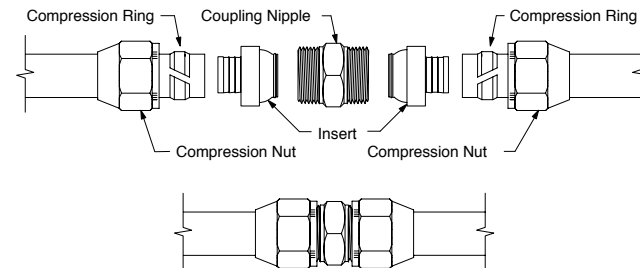 Compression Ring
Coupling Nipple
Compression Ring
Insert
Compression Nut
Compression Nut